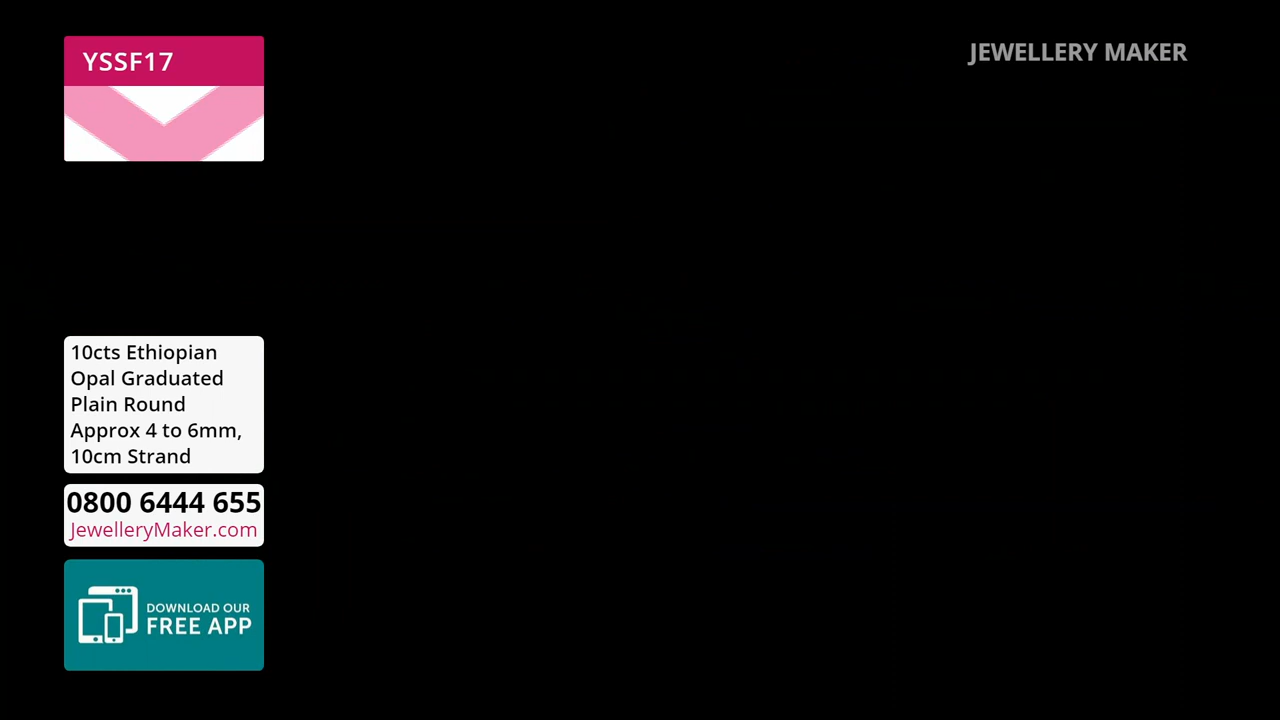 YSSF17
JEWELLERY MAKER
10cts Ethiopian
Opal Graduated
Plain Round
Approx 4 to 6mm,
10cm Strand
0800 6444 655
JewelleryMaker.com
DOWNLOAD OUR
FREE APP